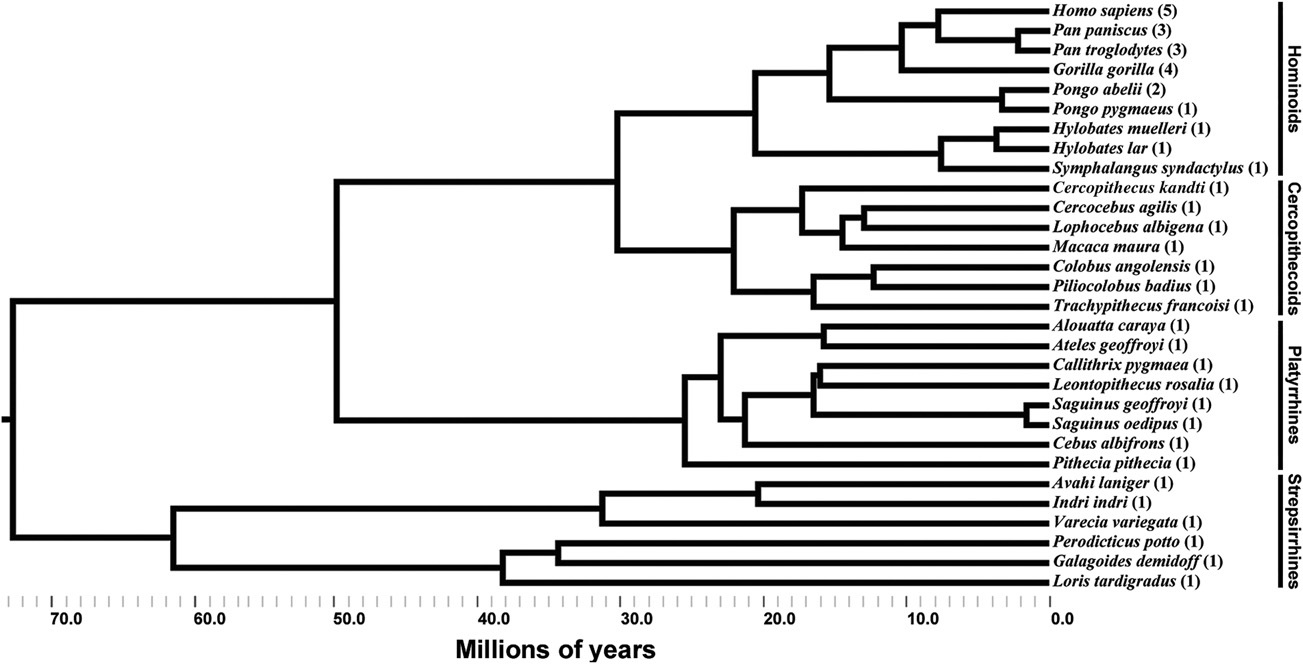 Homo sapiens (5)
Pan paniscus (3)
Pan troglodytes (3)
Gorilla gorilla (4)
Pongo abelii (2)
Pongo pygmaeus (1)
Hylobates muelleri (1)
Hylobates lar (1)
Symphalangus syndactylus (1)
Hominoids
Cercopithecus kandti (1)
Cercocebus agilis (1)
Lophocebus albigena (1)
Macaca maura (1)
Colobus angolensis (1)
Piliocolobus badius (1)
Trachypithecus francoisi (1)
Cercopithecoids
Alouatta caraya (1)
Ateles geoffroyi (1)
Callithrix pygmaea (1)
Leontopithecus rosalia (1)
Saguinus geoffroyi (1)
Saguinus oedipus (1)
Cebus albifrons (1)
Pithecia pithecia (1)
Platyrrhines
Avahi laniger (1)
Indri indri (1)
Varecia variegata (1)
Perodicticus potto (1)
Galagoides demidoff (1)
Loris tardigradus (1)
Strepsirrhines
70.0 60.0 50.0 40.0 30.0 20.0 10.0 0.0
Millions of years